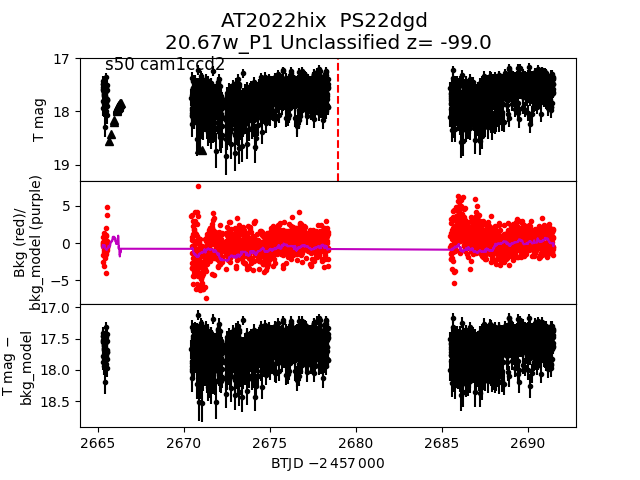 AT2022hix  PS22dgd
20.67w_P1 Unclassified z= -99.0
s50 cam1ccd2
17
18
19
T mag
5
0
−5
Bkg (red)/
bkg_model (purple)
17.0
17.5
18.0
18.5
T mag −
bkg_model
2665
2670
2675
2680
2685
2690
BTJD −2 457 000